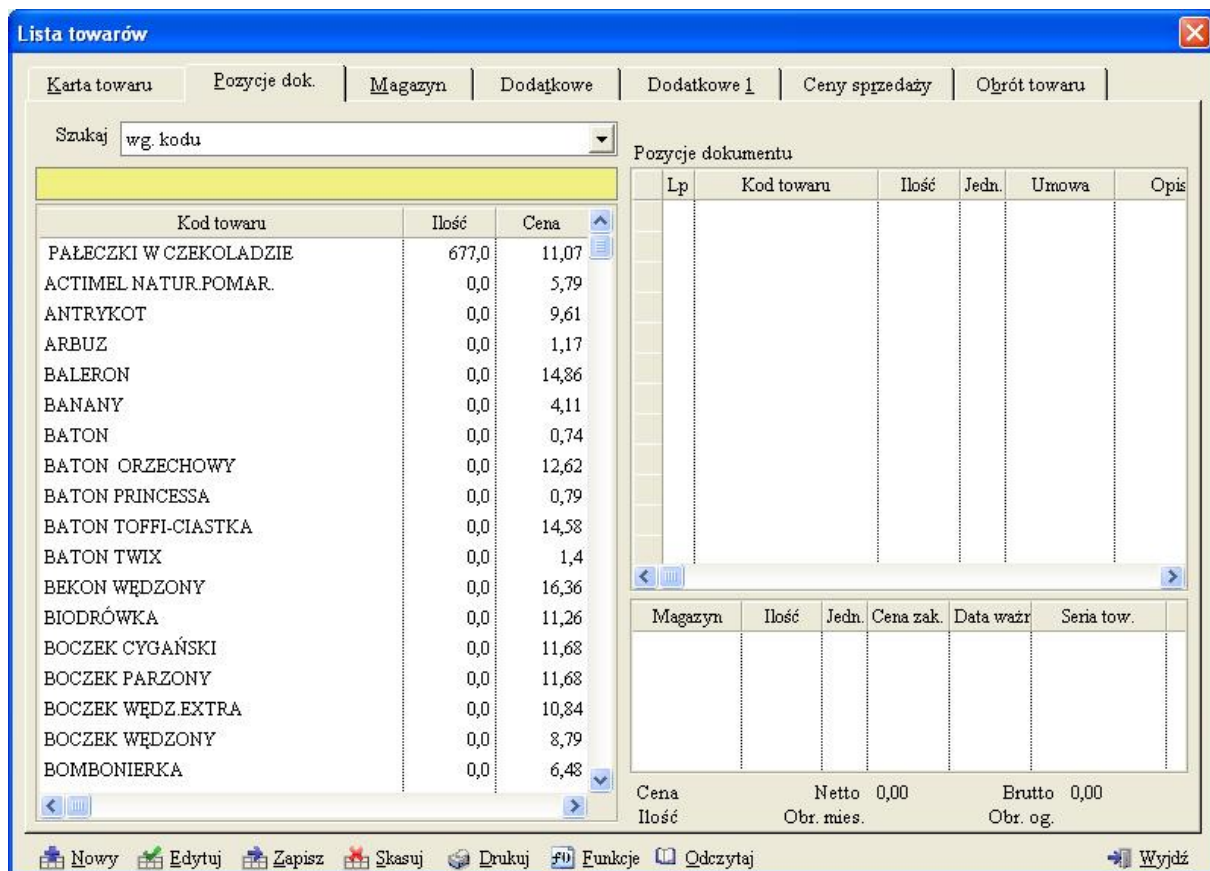 Lista towarów
Karta towaru Pozycje dok. Magazyn Dodatkowe Dodatkowe 1 Ceny sprzedaży Obrót towaru
Szukaj wg. kodu
Kod towaru Ilość Cena
PAŁECZKI W CZEKOLADZIE 677,0 11,07
ACTIMEL NATUR.POMAR. 0,0 5,79
ANTRYKOT 0,0 9,61
ARBUZ 0,0 1,17
BALERON 0,0 14,86
BANANY 0,0 4,11
BATON 0,0 0,74
BATON ORZECHOWY 0,0 12,62
BATON PRINCESSA 0,0 0,79
BATON TOFFI-CIASTKA 0,0 14,58
BATON TWIX 0,0 1,4
BEKON WĘDZONY 0,0 16,36
BIODRÓWKA 0,0 11,26
BOCZEK CYGAŃSKI 0,0 11,68
BOCZEK PARZONY 0,0 11,68
BOCZEK WĘDZ.EXTRA 0,0 10,84
BOCZEK WĘDZONY 0,0 8,79
BOMBONIERKA 0,0 6,48
Pozycje dokumentu
Lp Kod towaru Ilość Jedn. Umowa Opis
Magazyn Ilość Jedn. Cena zak. Data ważr Seria tow.
Cena Netto 0,00 Brutto 0,00
Ilość Obr. mies. Obr. og.
Nowy Edytuj Zapisz Skasuj Drukuj f() Funkcje Odczytaj Wyjdź